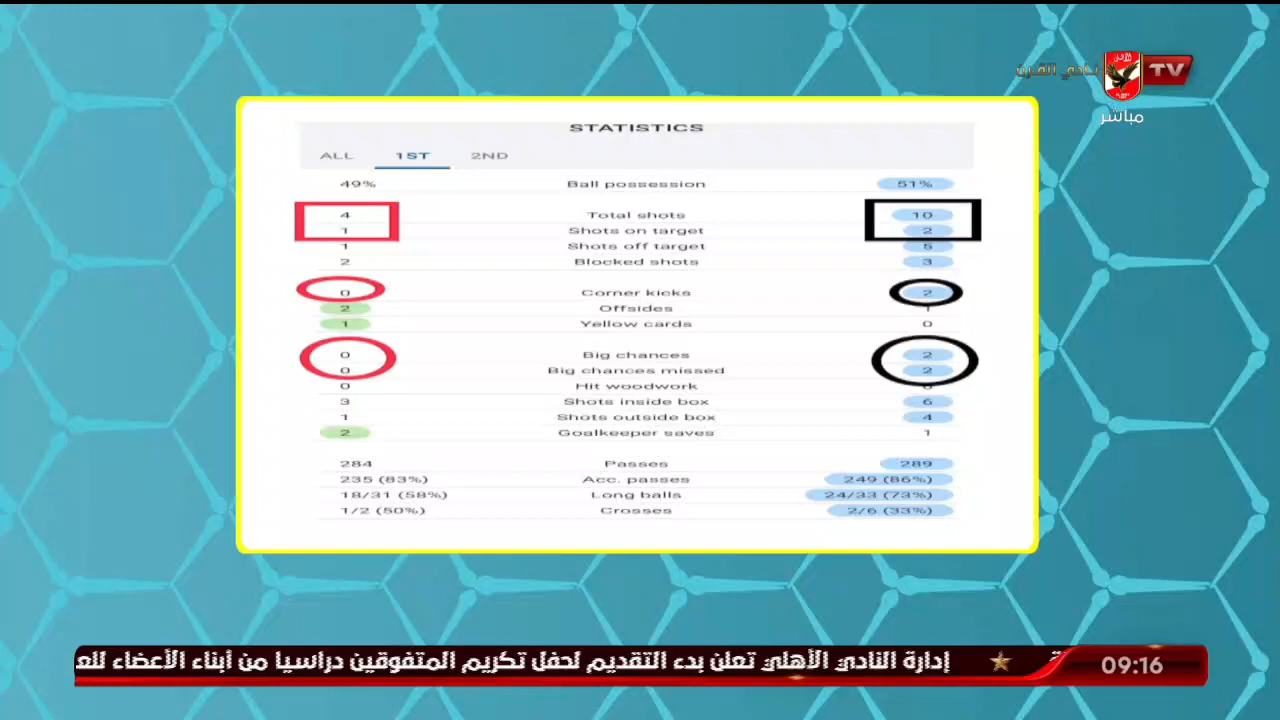 نادي القرن
TV
مباشر
STATISTICS
ALL 1ST 2ND
49% Ball possession 51%
4 Total shots 10
1 Shots on target 2
1 Shots off target 5
2 Blocked shots 3
0 Corner kicks 2
2 Offsides 1
1 Yellow cards 0
0 Big chances 2
0 Big chances missed 2
0 Hit woodwork 0
3 Shots inside box 6
1 Shots outside box 4
2 Goalkeeper saves 1
284 Passes 289
235 (83%) Acc. passes 249 (86%)
18/31 (58%) Long balls 24/33 (73%)
1/2 (50%) Crosses 2/6 (33%)
إدارة النادي الأهلي تعلن بدء التقديم لحفل تكريم المتفوقين دراسيا من أبناء الأعضاء
09:16